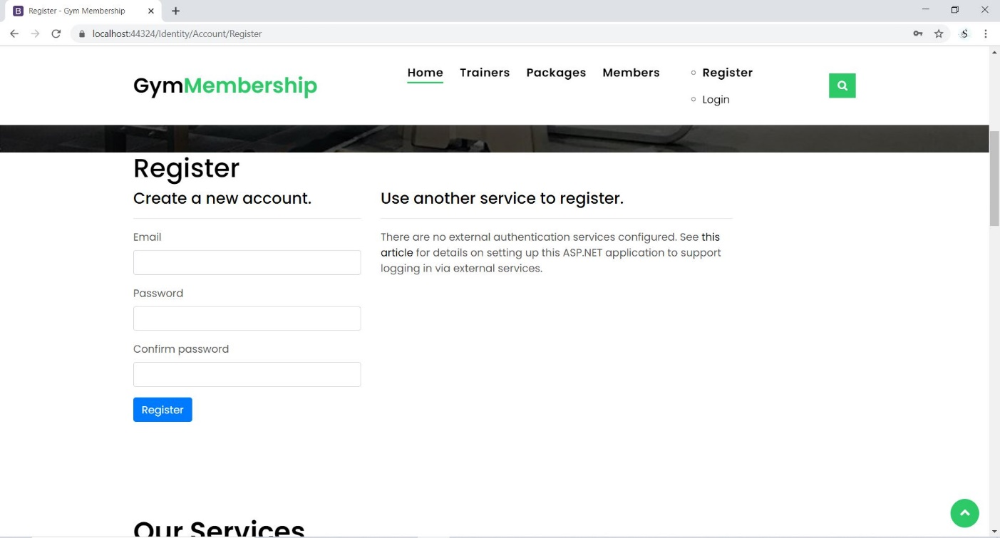 Register - Gym Membership
localhost:44324/Identity/Account/Register
GymMembership
Home Trainers Packages Members Register
Login
Register
Create a new account.
Use another service to register.
Email
There are no external authentication services configured. See this
article for details on setting up this ASP.NET application to support
logging in via external services.
Password
Confirm password
Register
Our Services